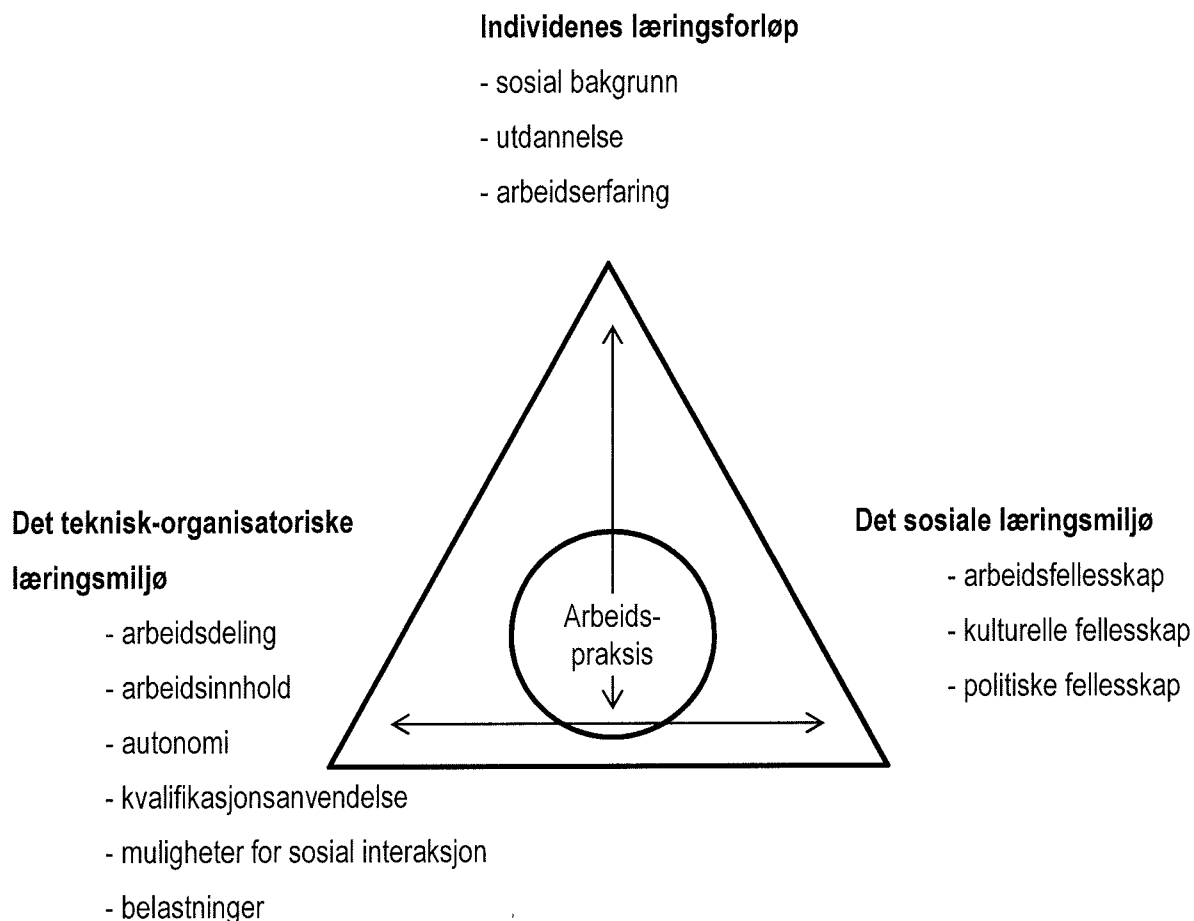 Individenes læringsforløp
- sosial bakgrunn
- utdannelse
- arbeidserfaring
Det teknisk-organisatoriske
læringsmiljø
- arbeidsdeling
- arbeidsinnhold
- autonomi
- kvalifikasjonsanvendelse
- muligheter for sosial interaksjon
- belastninger
Arbeids-
praksis
Det sosiale læringsmiljø
- arbeidsfellesskap
- kulturelle fellesskap
- politiske fellesskap